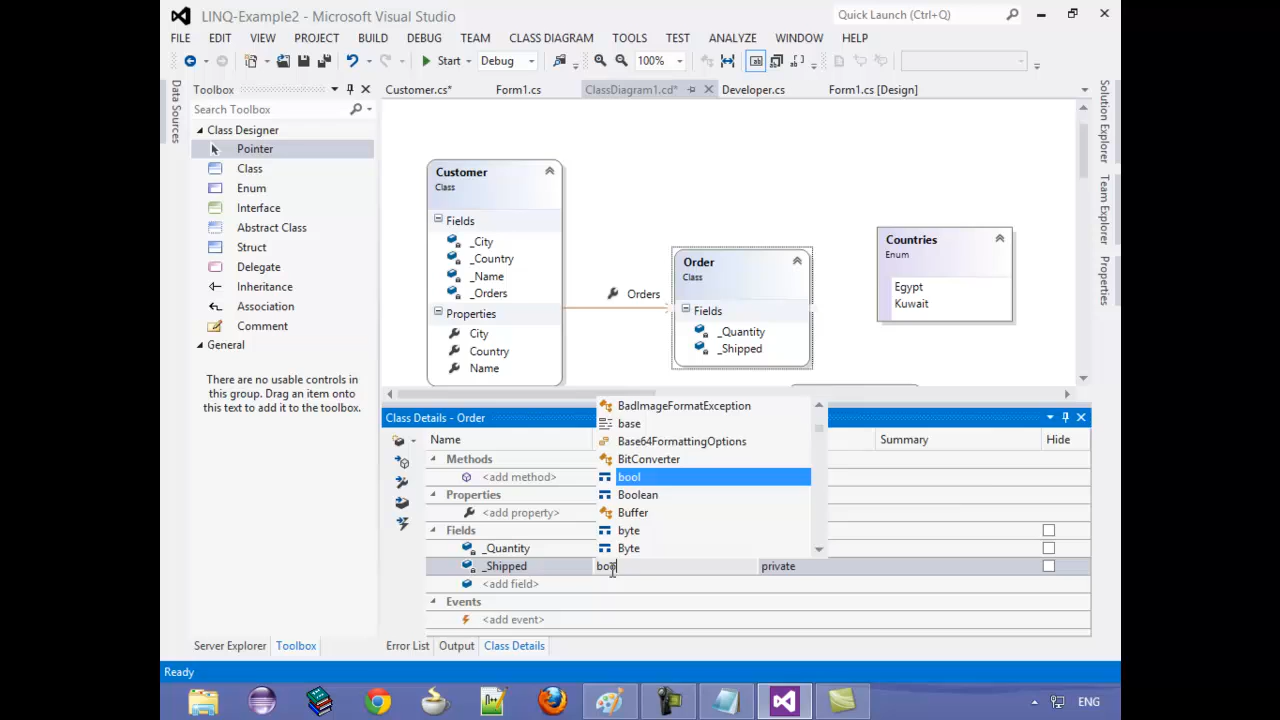 LINQ-Example2 - Microsoft Visual Studio
Quick Launch (Ctrl+Q)
FILE EDIT VIEW PROJECT BUILD DEBUG TEAM CLASS DIAGRAM TOOLS TEST ANALYZE WINDOW HELP
Start Debug 100%
Data Sources
Toolbox
Search Toolbox
Class Designer
Pointer
Class
Enum
Interface
Abstract Class
Struct
Delegate
Inheritance
Association
Comment
General
There are no usable controls in
this group. Drag an item onto
this text to add it to the toolbox.
Server Explorer Toolbox
Customer.cs* Form1.cs ClassDiagram1.cd* Developer.cs Form1.cs [Design]
Customer
Class
Fields
_City
_Country
_Name
_Orders
Properties
City
Country
Name
Orders
Order
Class
Fields
_Quantity
_Shipped
Countries
Enum
Egypt
Kuwait
Solution Explorer
Team Explorer
Properties
Class Details - Order
Name Summary Hide
Methods
<add method>
Properties
<add property>
Fields
_Quantity
_Shipped boo private
<add field>
Events
<add event>
BadImageFormatException
base
Base64FormattingOptions
BitConverter
bool
Boolean
Buffer
byte
Byte
Error List Output Class Details
Ready
ENG